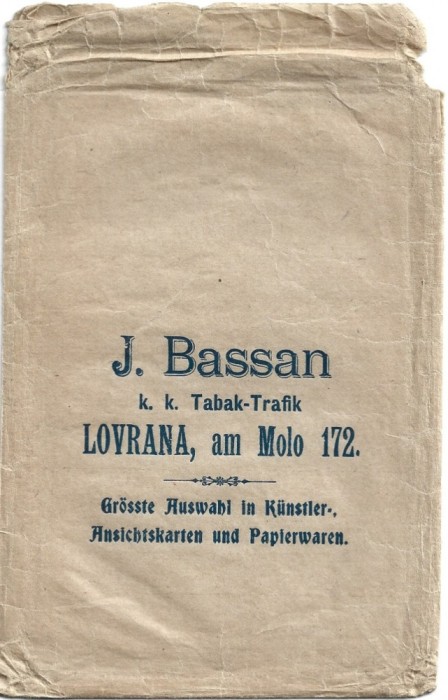 J. Bassan
k. k. Tabak-Trafik
LOVRANA, am Molo 172.
Grösste Auswahl in Künstler-,
Ansichtskarten und Papierwaren.